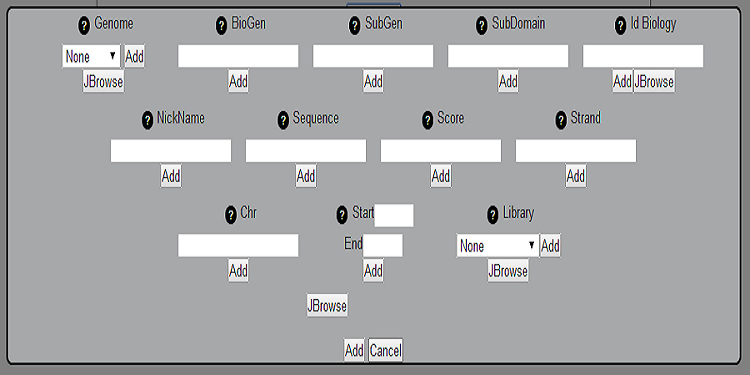 ? Genome ? BioGen ? SubGen ? SubDomain ? Id Biology
None ▼ Add
JBrowse Add Add Add Add JBrowse
? NickName ? Sequence ? Score ? Strand
Add Add Add Add
? Chr ? Start ? Library
End None ▼ Add
Add Add JBrowse
JBrowse
Add Cancel